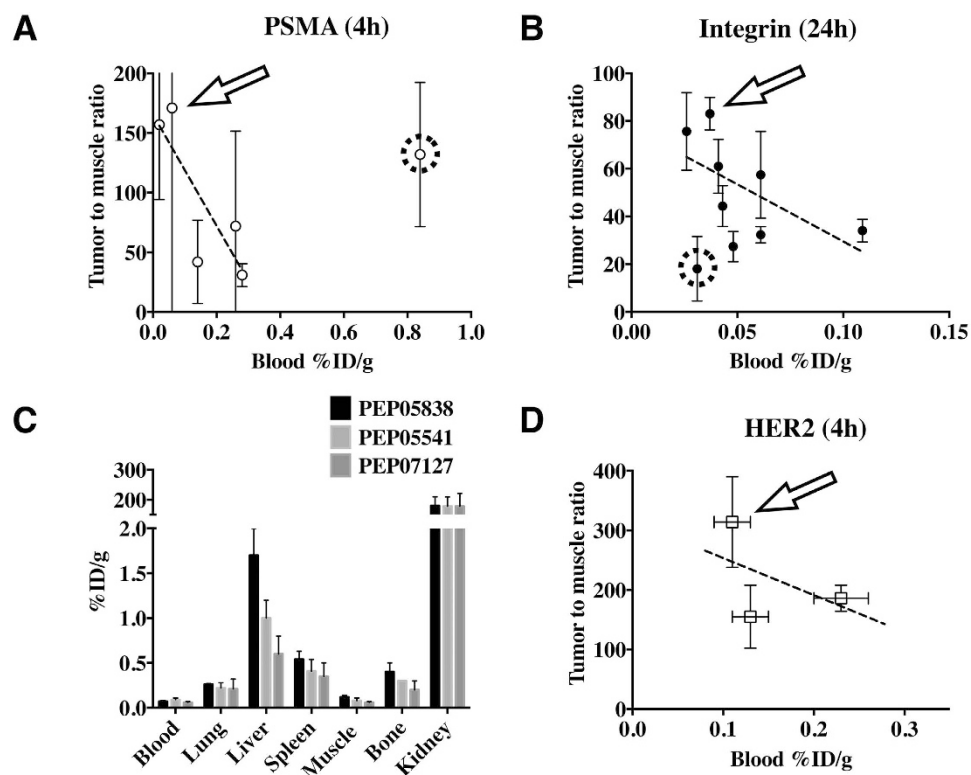 A
PSMA (4h)
Tumor to muscle ratio
200
150
100
50
0
0.0 0.2 0.4 0.6 0.8 1.0
Blood %ID/g
B
Integrin (24h)
Tumor to muscle ratio
100
80
60
40
20
0
0.00 0.05 0.10 0.15
Blood %ID/g
C
PEP05838
PEP05541
PEP07127
%ID/g
300
200
100
2.0
1.5
1.0
0.5
0.0
Blood Lung Liver Spleen Muscle Bone Kidney
D
HER2 (4h)
Tumor to muscle ratio
400
300
200
100
0
0.1 0.2 0.3
Blood %ID/g